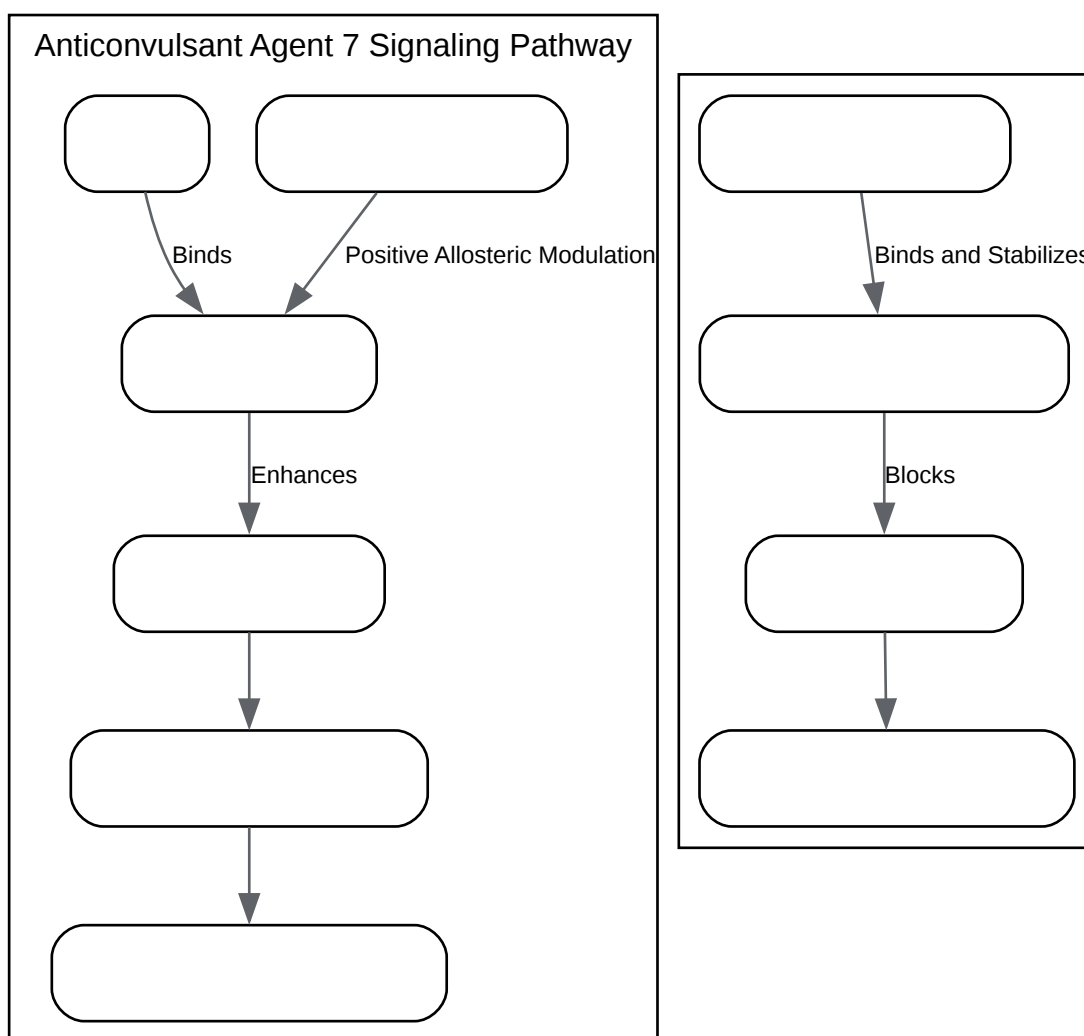 Anticonvulsant Agent 7 Signaling Pathway
Binds
Positive Allosteric Modulation
Binds and Stabilizes
Enhances
Blocks